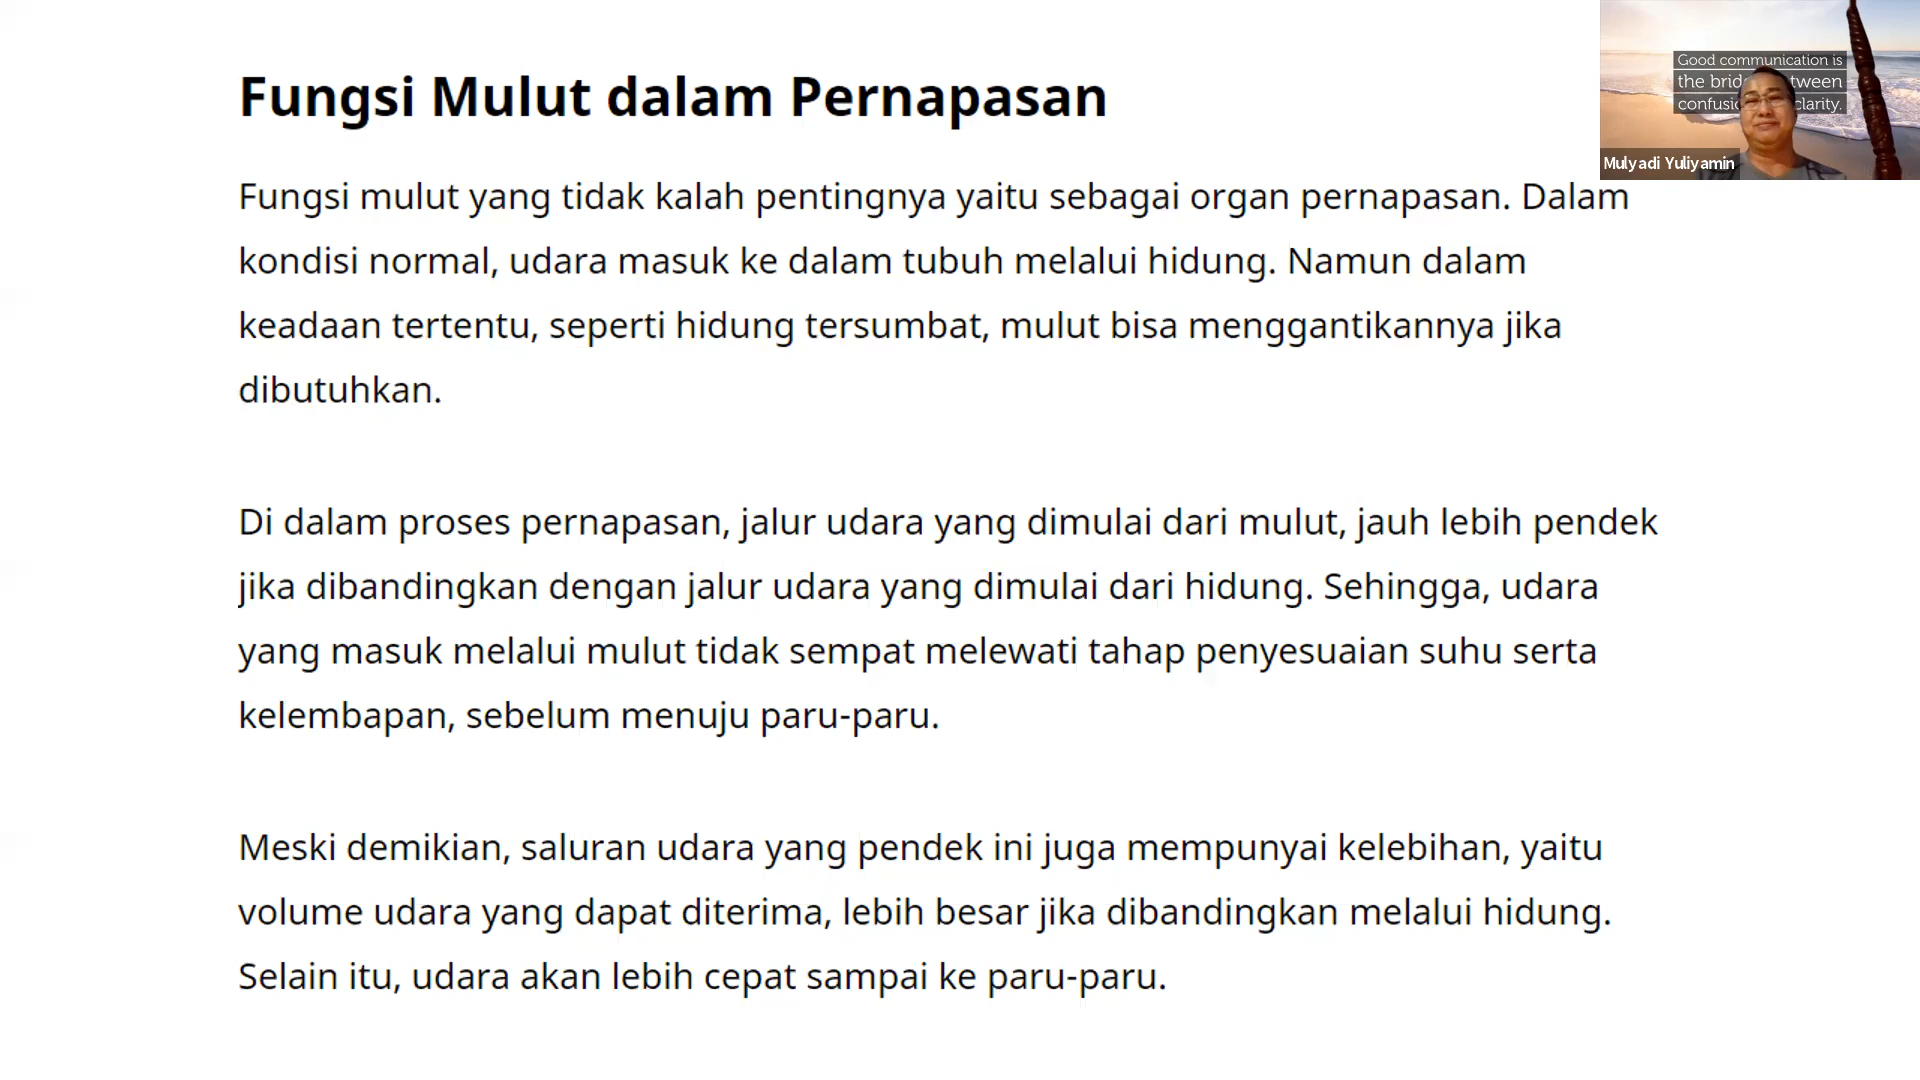 Fungsi Mulut dalam Pernapasan
Fungsi mulut yang tidak kalah pentingnya yaitu sebagai organ pernapasan. Dalam
kondisi normal, udara masuk ke dalam tubuh melalui hidung. Namun dalam
keadaan tertentu, seperti hidung tersumbat, mulut bisa menggantikannya jika
dibutuhkan.
Di dalam proses pernapasan, jalur udara yang dimulai dari mulut, jauh lebih pendek
jika dibandingkan dengan jalur udara yang dimulai dari hidung. Sehingga, udara
yang masuk melalui mulut tidak sempat melewati tahap penyesuaian suhu serta
kelembapan, sebelum menuju paru-paru.
Meski demikian, saluran udara yang pendek ini juga mempunyai kelebihan, yaitu
volume udara yang dapat diterima, lebih besar jika dibandingkan melalui hidung.
Selain itu, udara akan lebih cepat sampai ke paru-paru.
Good communication is
the
clarity.
Mulyadi Yuliyamin